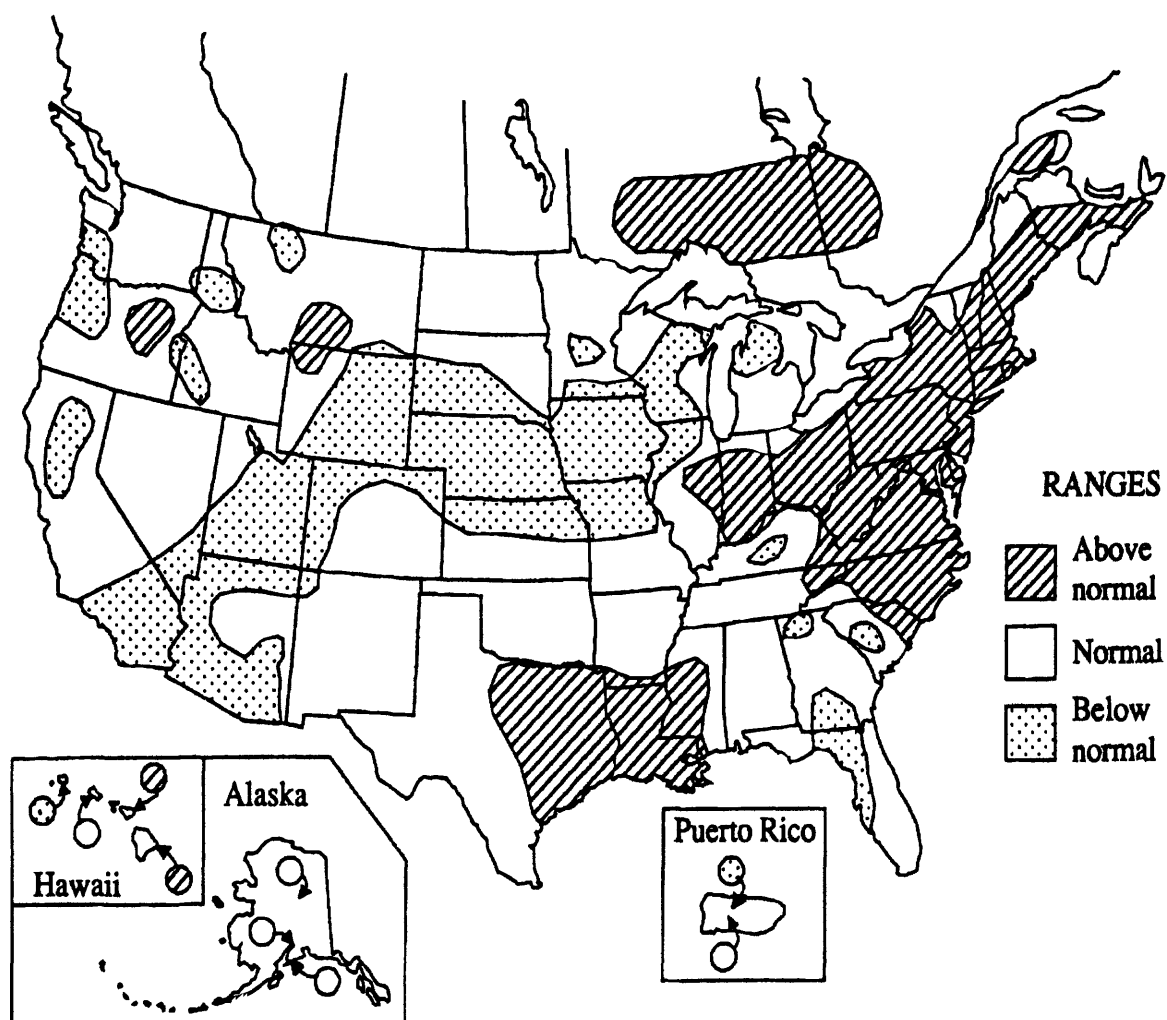 RANGES
Above
normal
Normal
Below
normal
Alaska
Hawaii
Puerto Rico